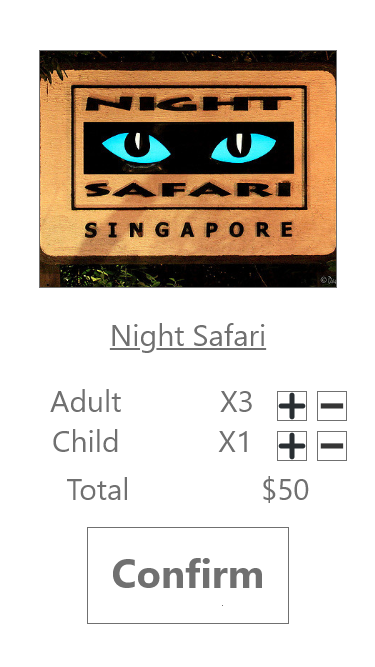 NIGHT
SAFARI
SINGAPORE
Night Safari
Adult X3
Child X1
Total $50
Confirm